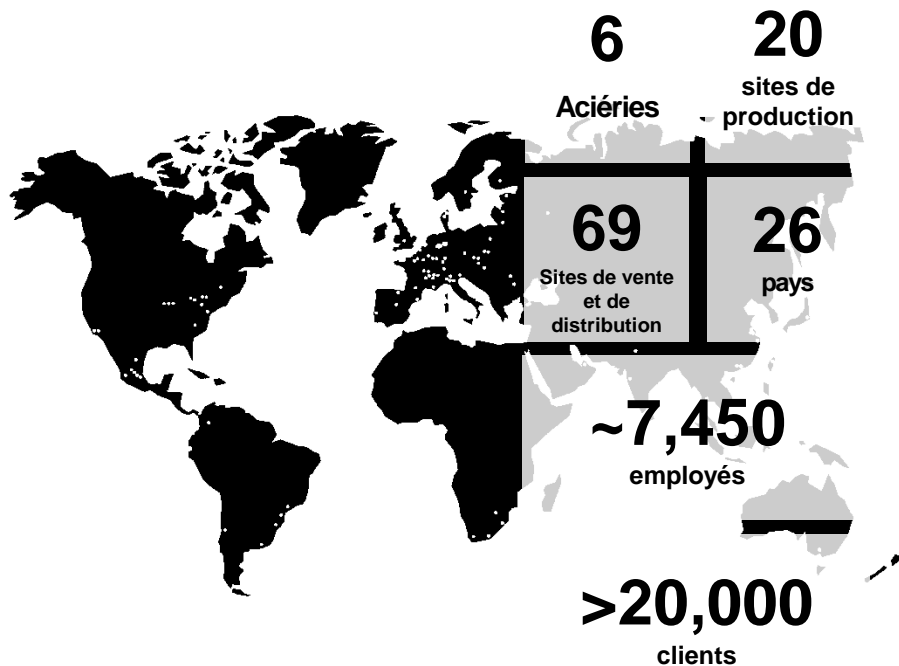 6
Aciéries
20
sites de
production
69
Sites de vente
et de
distribution
26
pays
~7,450
employés
>20,000
clients